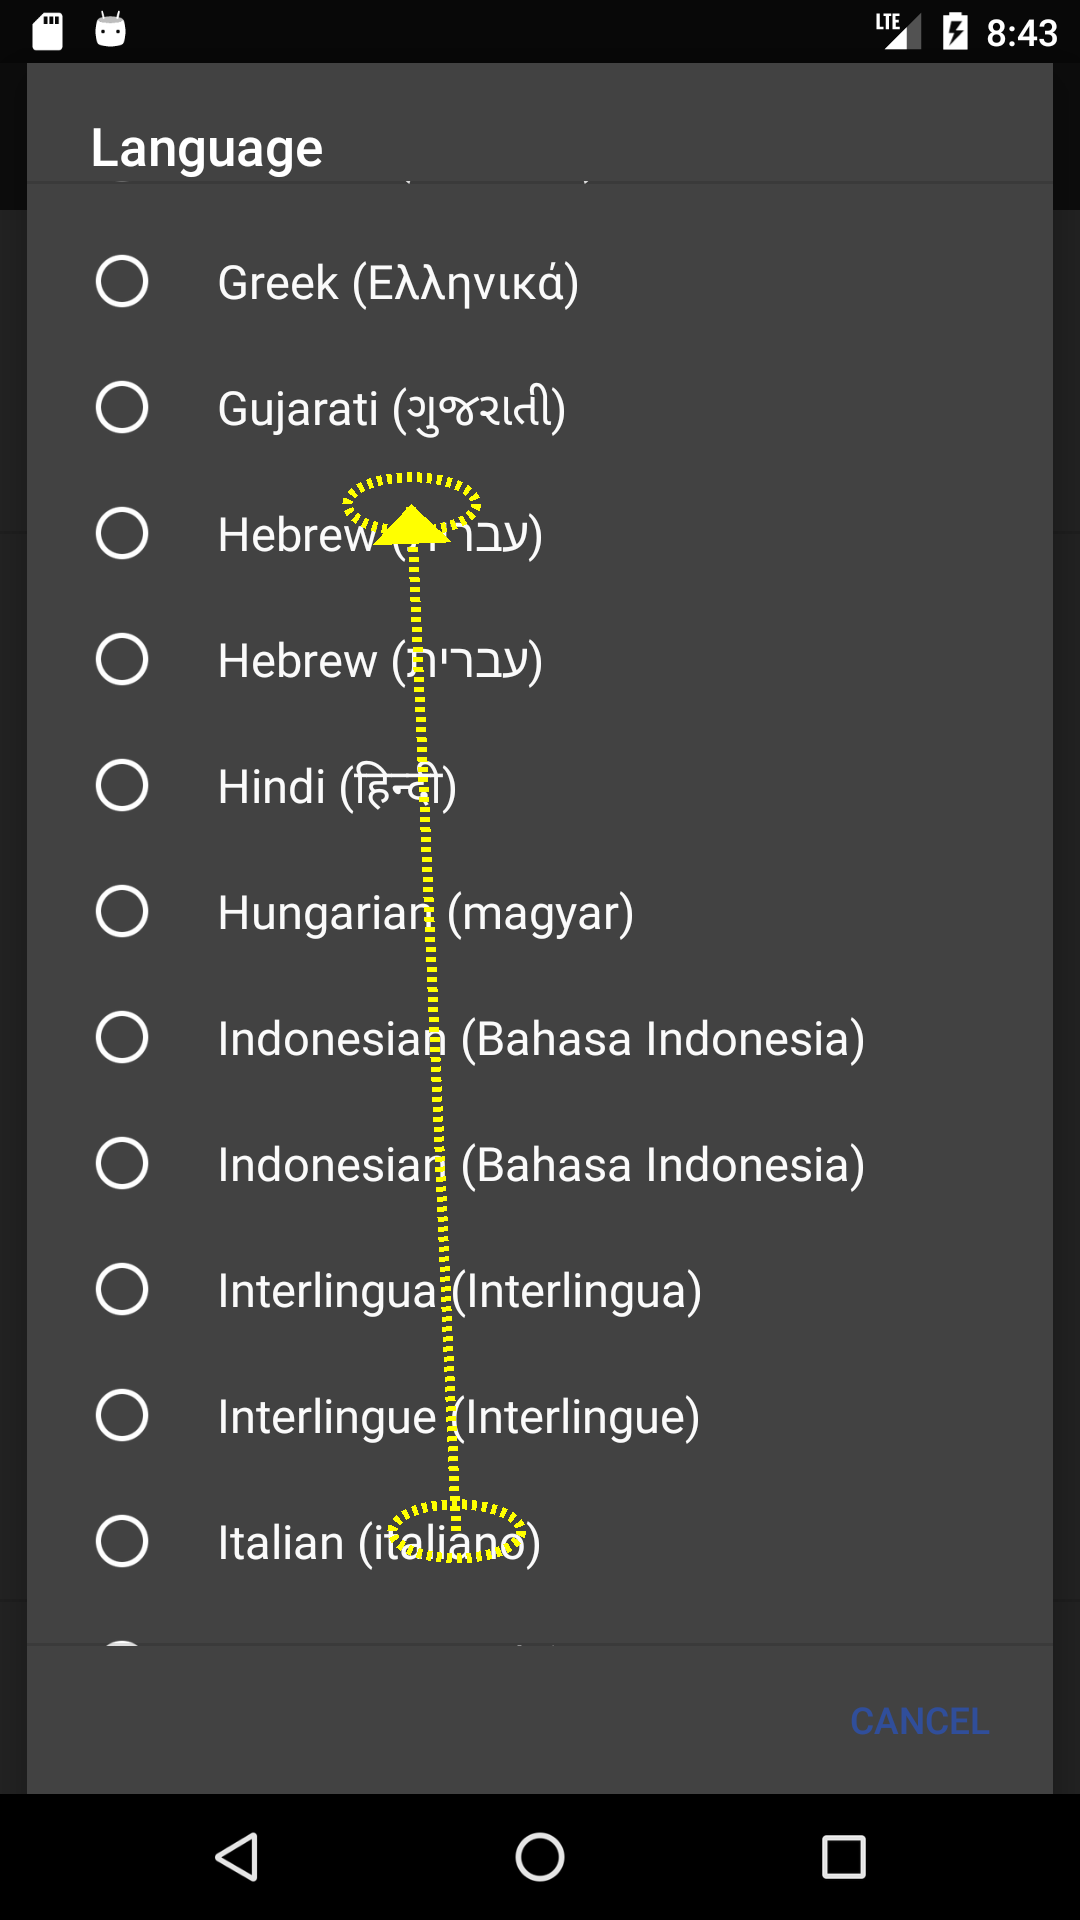 LTE 8:43
Language
Greek (Ελληνικά)
Gujarati (ગુજરાતી)
Hebrew (עברית)
Hebrew (עברית)
Hindi (हिन्दी)
Hungarian (magyar)
Indonesian (Bahasa Indonesia)
Indonesian (Bahasa Indonesia)
Interlingua (Interlingua)
Interlingue (Interlingue)
Italian (italiano)
CANCEL